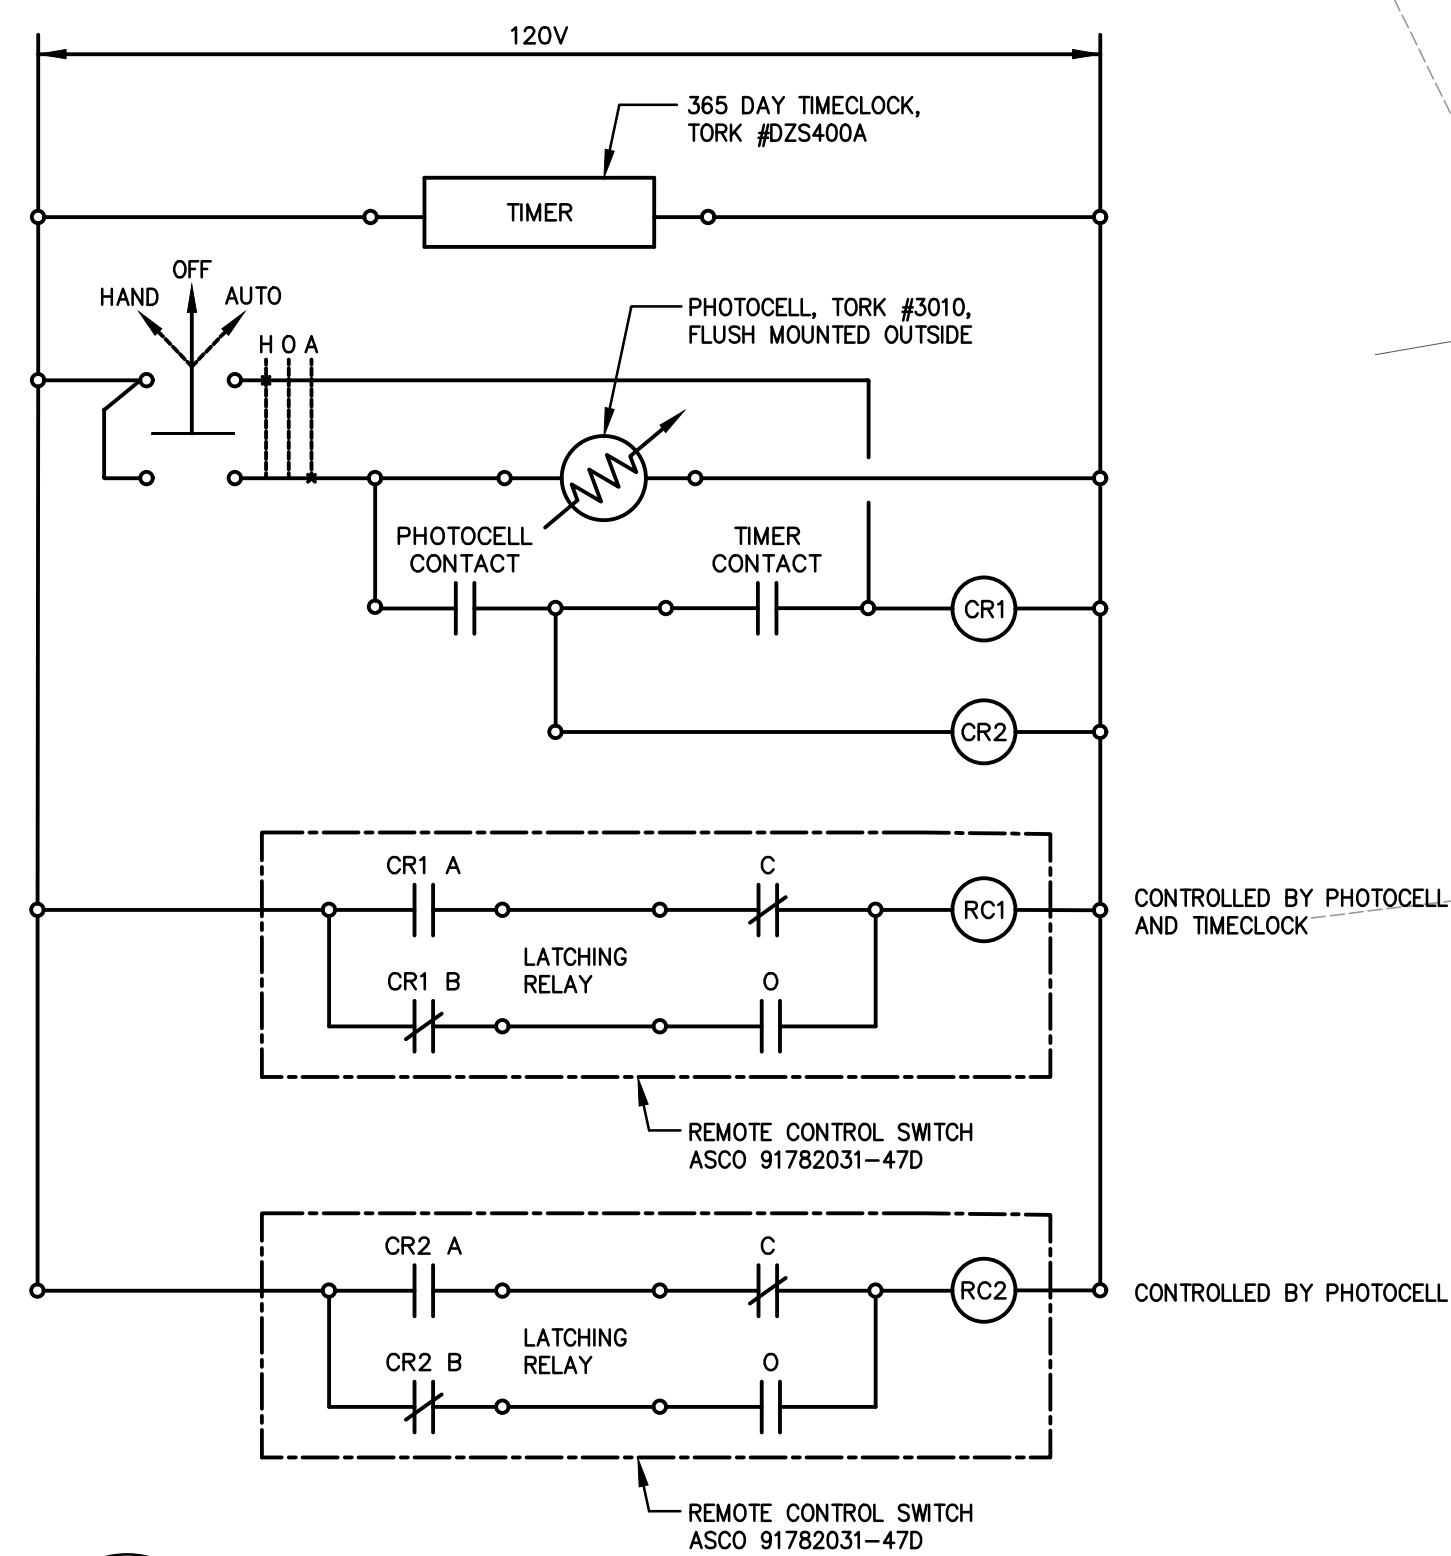 120V
365 DAY TIMECLOCK,
TORK #DZS400A
TIMER
OFF
HAND
AUTO
H O A
PHOTOCELL, TORK #3010,
FLUSH MOUNTED OUTSIDE
PHOTOCELL
CONTACT
TIMER
CONTACT
CR1
CR2
CR1 A
C
RC1
CONTROLLED BY PHOTOCELL
AND TIMECLOCK
LATCHING
RELAY
CR1 B
O
REMOTE CONTROL SWITCH
ASCO 91782031-47D
CR2 A
C
RC2
CONTROLLED BY PHOTOCELL
LATCHING
RELAY
CR2 B
O
REMOTE CONTROL SWITCH
ASCO 91782031-47D